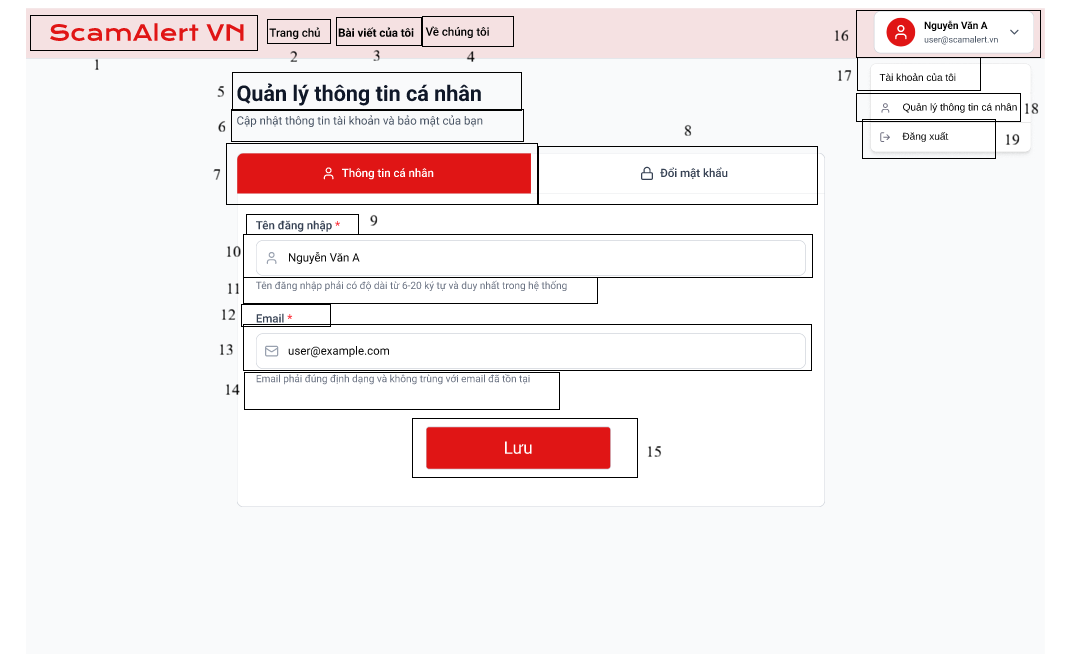 ScamAlert VN
Trang chủ
Bài viết của tôi
Về chúng tôi
16
Nguyễn Văn A
user@scamalert.vn
1
2
3
4
17
Tài khoản của tôi
5
Quản lý thông tin cá nhân
Quản lý thông tin cá nhân
18
6
Cập nhật thông tin tài khoản và bảo mật của bạn
8
Đăng xuất
19
7
Thông tin cá nhân
Đổi mật khẩu
Tên đăng nhập *
9
10
Nguyễn Văn A
11
Tên đăng nhập phải có độ dài từ 6-20 ký tự và duy nhất trong hệ thống
12
Email *
13
user@example.com
14
Email phải đúng định dạng và không trùng với email đã tồn tại
Lưu
15